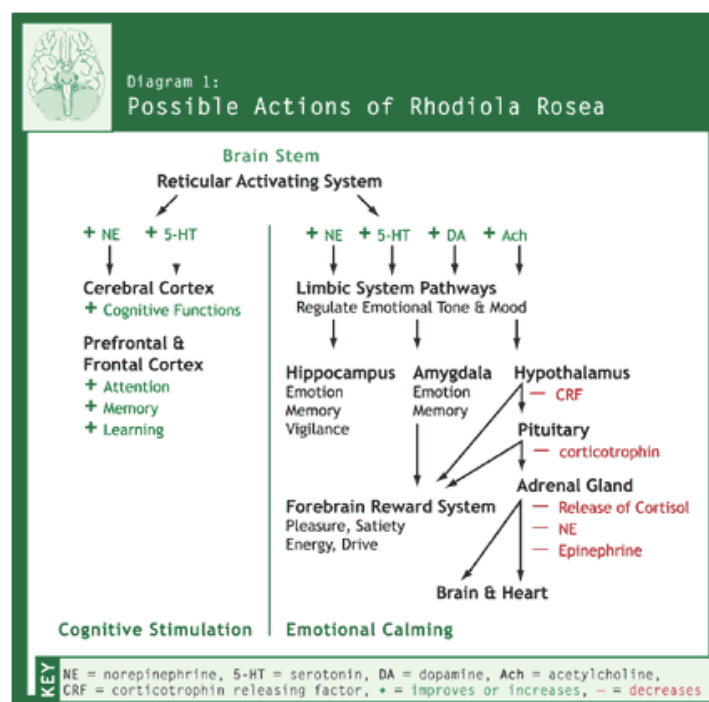 Diagram 1:
Possible Actions of Rhodiola Rosea
Brain Stem
Reticular Activating System
+ NE + 5-HT
Cerebral Cortex
+ Cognitive Functions
Prefrontal &
Frontal Cortex
+ Attention
+ Memory
+ Learning
Cognitive Stimulation
+ NE + 5-HT + DA + Ach
Limbic System Pathways
Regulate Emotional Tone & Mood
Hippocampus
Emotion
Memory
Vigilance
Amygdala
Emotion
Memory
Hypothalamus
— CRF
Pituitary
— corticotrophin
Adrenal Gland
— Release of Cortisol
— NE
— Epinephrine
Forebrain Reward System
Pleasure, Satiety
Energy, Drive
Brain & Heart
Emotional Calming
KEY
NE = norepinephrine, 5-HT = serotonin, DA = dopamine, Ach = acetylcholine,
CRF = corticotrophin releasing factor, + = improves or increases, — = decreases